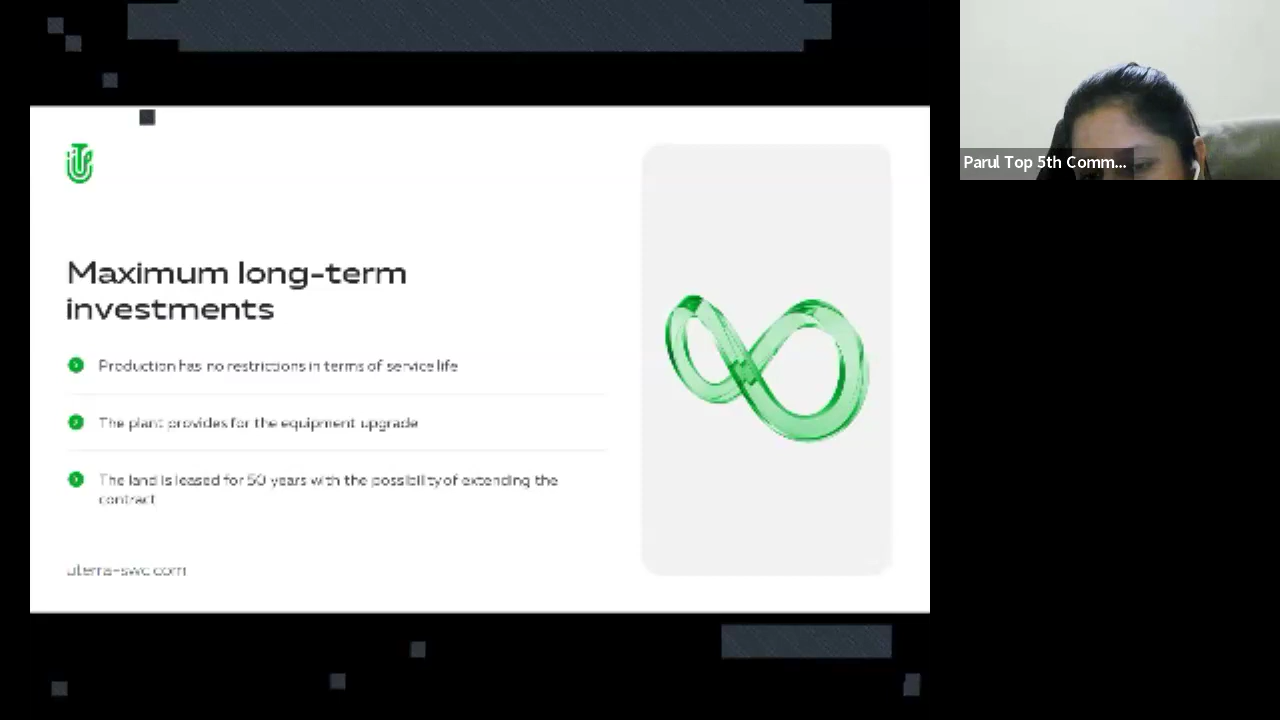 Maximum long-term
investments
Production has no restrictions in terms of service life
The plant provides for the equipment upgrade
The land is leased for 50 years with the possibility of extending the
contract
uterra-swc.com
Parul Top 5th Comm...